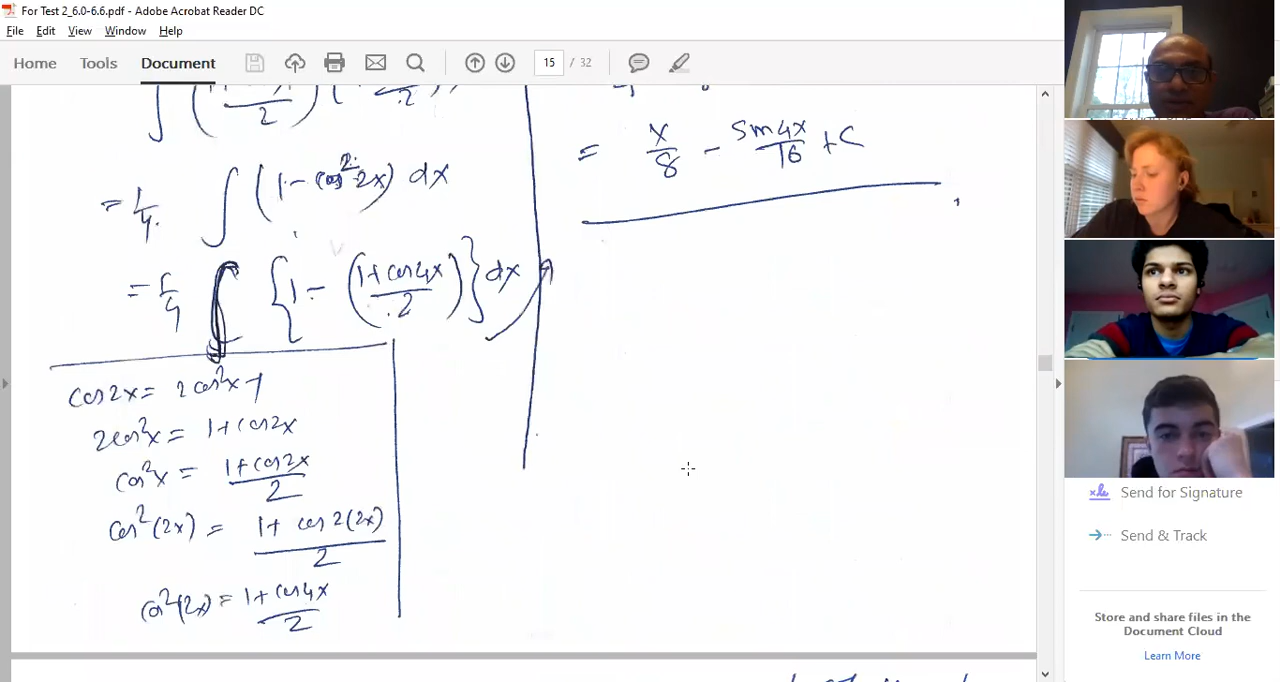 For Test 2_6.0-6.6.pdf - Adobe Acrobat Reader DC
File Edit View Window Help
Home Tools Document 15 / 32
= 1/4 ∫ (1 - cos²2x) dx
= 1/4 ∫ {1 - ((1+cos4x)/2)} dx
cos2x = 2cos²x-1
2cos²x = 1+cos2x
cos²x = (1+cos2x)/2
cos²(2x) = (1+ cos2(2x))/2
cos²(2x) = (1+cos4x)/2
= x/8 - sin4x/16 + C
Send for Signature
Send & Track
Store and share files in the
Document Cloud
Learn More